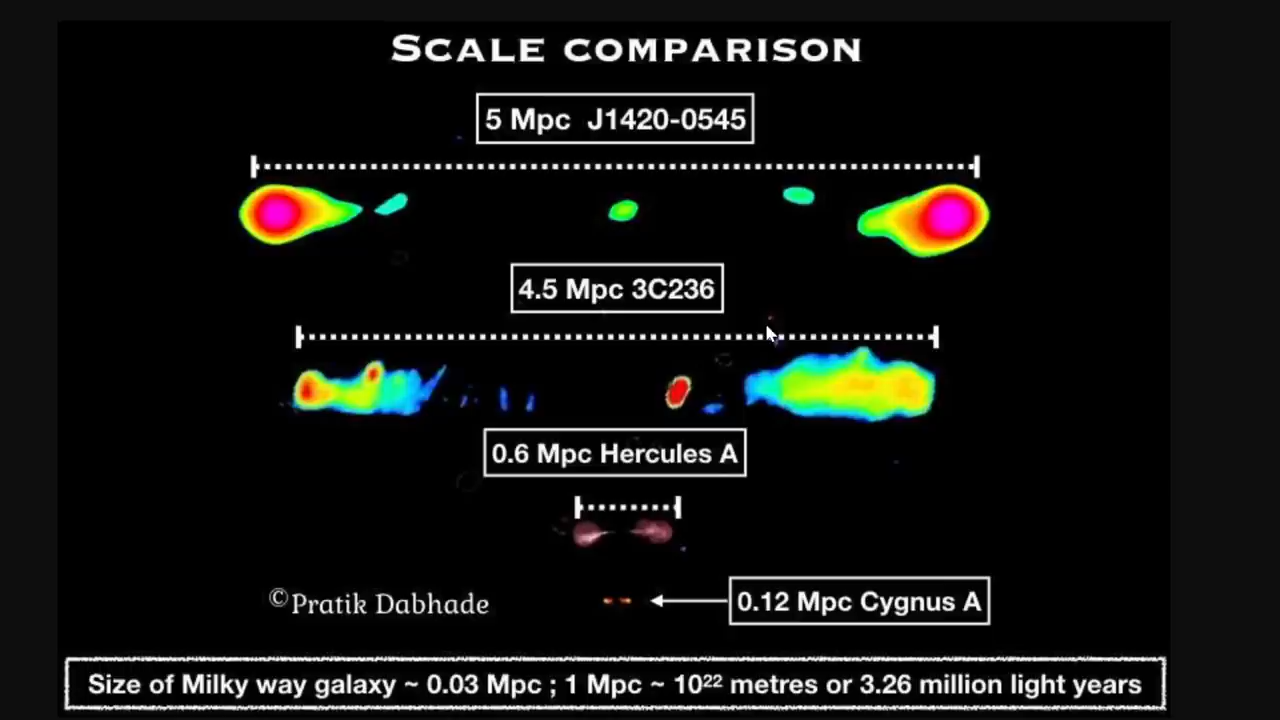 SCALE COMPARISON
5 Mpc J1420-0545
4.5 Mpc 3C236
0.6 Mpc Hercules A
©Pratik Dabhade
0.12 Mpc Cygnus A
Size of Milky way galaxy ~ 0.03 Mpc ; 1 Mpc ~ 10²² metres or 3.26 million light years